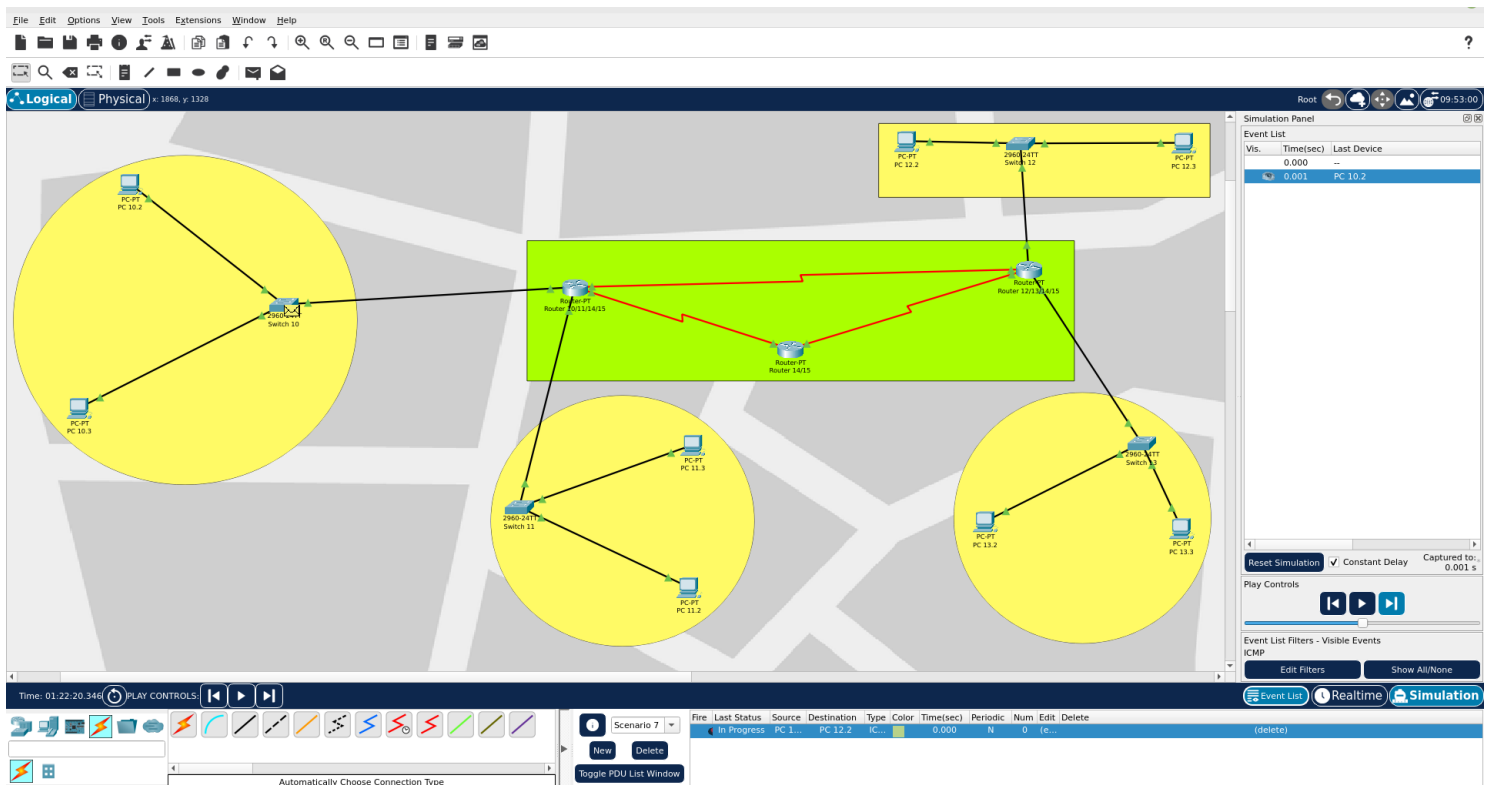 File Edit Options View Tools Extensions Window Help
?
Logical Physical x: 1868, y: 1328 Root 09:53:00
Simulation Panel
Event List
Vis. Time(sec) Last Device
0.000 --
0.001 PC 10.2
PC-PT
PC 12.2
2960-24TT
Switch 12
PC-PT
PC 12.3
PC-PT
PC 10.2
2960-24TT
Switch 10
PC-PT
PC 10.3
Router-PT
Router 10/11/14/15
Router-PT
Router 12/13/14/15
Router-PT
Router 14/15
PC-PT
PC 11.3
2960-24TT
Switch 11
PC-PT
PC 11.2
2960-24TT
Switch 13
PC-PT
PC 13.2
PC-PT
PC 13.3
Reset Simulation Constant Delay Captured to:
0.001 s
Play Controls
Event List Filters - Visible Events
ICMP
Edit Filters Show All/None
Time: 01:22:20.346 PLAY CONTROLS: Event List Realtime Simulation
Scenario 7
New Delete
Toggle PDU List Window
Fire Last Status Source Destination Type Color Time(sec) Periodic Num Edit Delete
In Progress PC 1... PC 12.2 IC... 0.000 N 0 (e... (delete)
Automatically Choose Connection Type